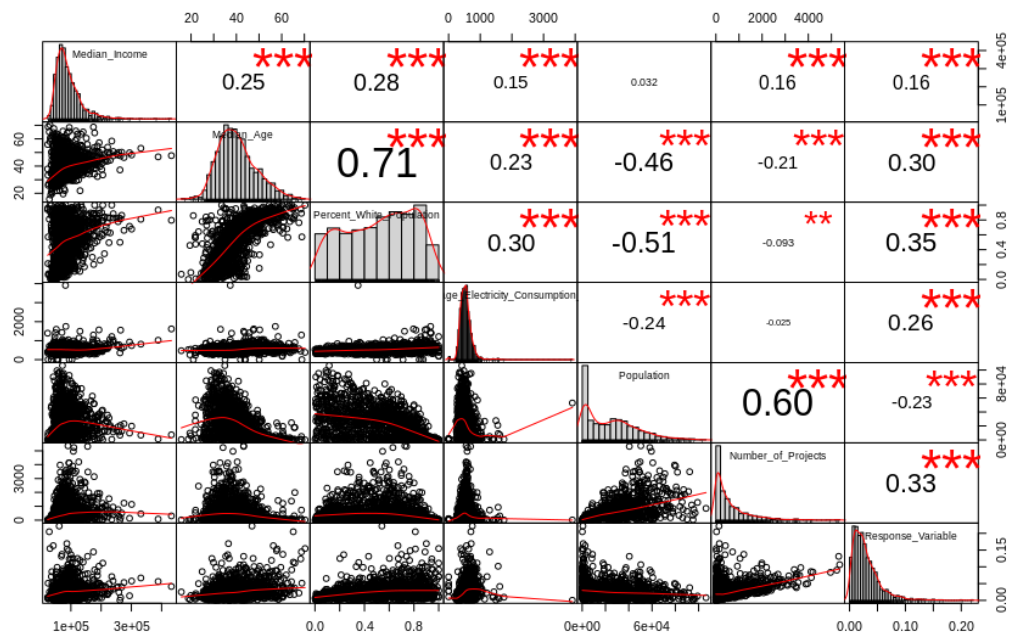 20 40 60 0 1000 3000 0 2000 4000
Median_Income *** 0.25 *** 0.28 *** 0.15 0.032 *** 0.16 *** 0.16 1e+05 4e+05
20 40 60 Median_Age *** 0.71 *** 0.23 *** -0.46 *** -0.21 *** 0.30
Percent_White_Population *** 0.30 *** -0.51 ** -0.093 *** 0.35 0.0 0.4 0.8
0 2000 ge_Electricity_Consumption *** -0.24 -0.025 *** 0.26
Population *** 0.60 *** -0.23 0e+00 8e+04
0 3000 Number_of_Projects *** 0.33
Response_Variable 0.00 0.15
1e+05 3e+05 0.0 0.4 0.8 0e+00 6e+04 0.00 0.10 0.20